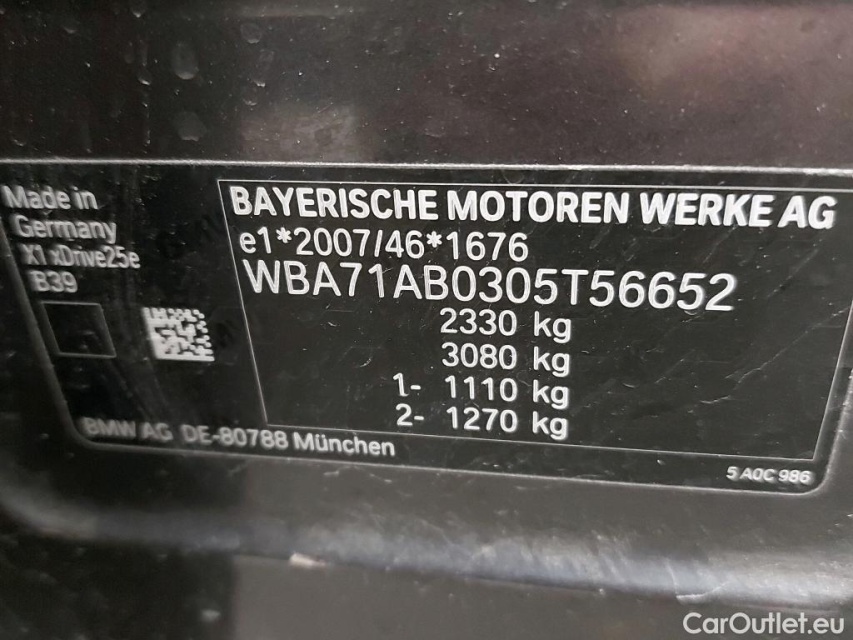 Made in
Germany
X1 xDrive25e
B39
BAYERISCHE MOTOREN WERKE AG
e1*2007/46*1676
WBA71AB0305T56652
2330 kg
3080 kg
1- 1110 kg
2- 1270 kg
BMW AG DE-80788 München
5 A0C 986
CarOutlet.eu